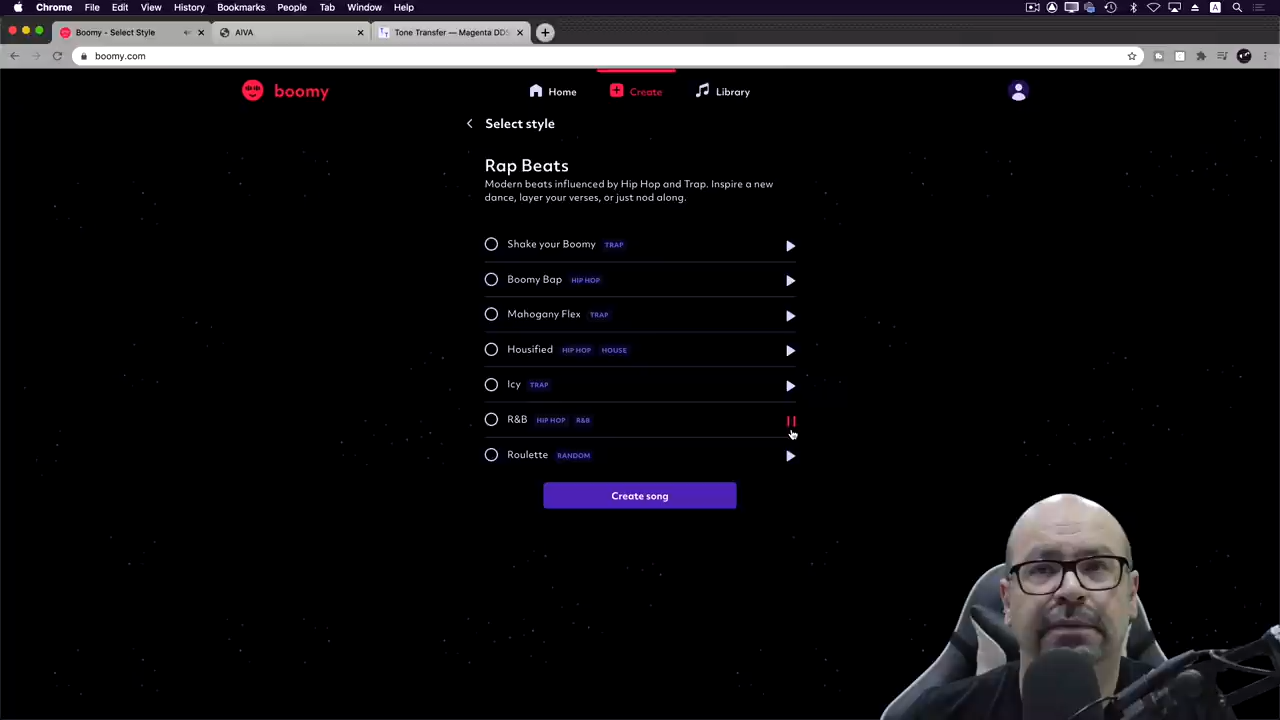 Chrome File Edit View History Bookmarks People Tab Window Help
Boomy - Select Style
AIVA
Tone Transfer — Magenta DDS
boomy.com
boomy
Home
Create
Library
Select style
Rap Beats
Modern beats influenced by Hip Hop and Trap. Inspire a new
dance, layer your verses, or just nod along.
Shake your Boomy TRAP
Boomy Bap HIP HOP
Mahogany Flex TRAP
Housified HIP HOP HOUSE
Icy TRAP
R&B HIP HOP R&B
Roulette RANDOM
Create song